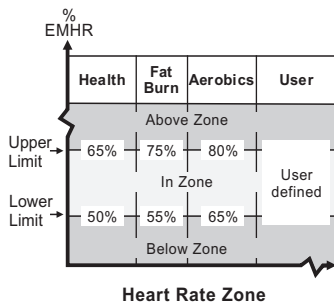 %
EMHR
Health Fat Burn Aerobics User
Above Zone
Upper Limit 65% 75% 80%
In Zone
User defined
Lower Limit 50% 55% 65%
Below Zone
Heart Rate Zone